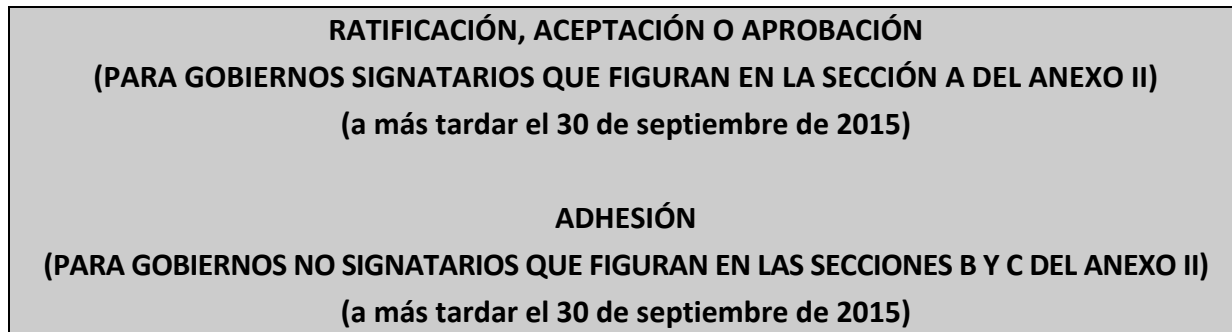 RATIFICACIÓN, ACEPTACIÓN O APROBACIÓN
(PARA GOBIERNOS SIGNATARIOS QUE FIGURAN EN LA SECCIÓN A DEL ANEXO II)
(a más tardar el 30 de septiembre de 2015)
ADHESIÓN
(PARA GOBIERNOS NO SIGNATARIOS QUE FIGURAN EN LAS SECCIONES B Y C DEL ANEXO II)
(a más tardar el 30 de septiembre de 2015)